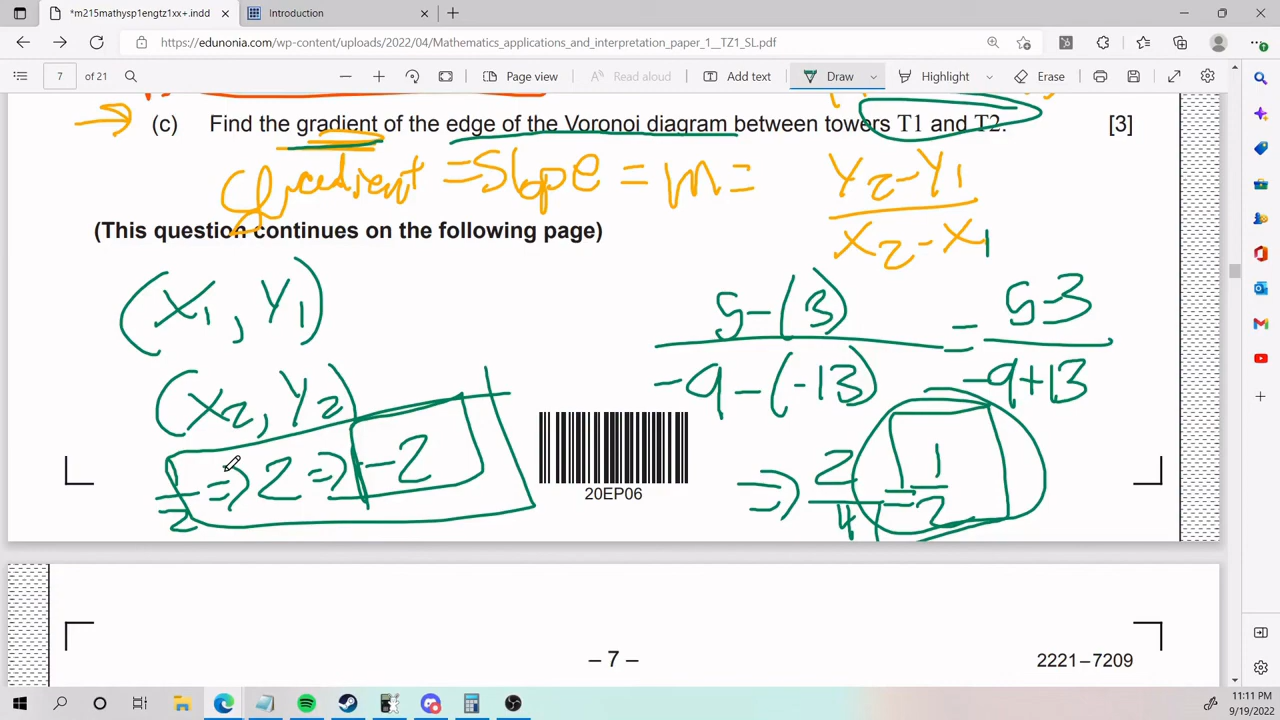 *m215mathysp1engtz1xx+.indd
Introduction
https://edunonia.com/wp-content/uploads/2022/04/Mathematics_applications_and_interpretation_paper_1__TZ1_SL.pdf
7 of 21
Page view
Read aloud
Add text
Draw
Highlight
Erase
(c) Find the gradient of the edge of the Voronoi diagram between towers T1 and T2. [3]
Gradient = Slope = m = Y2-Y1
X2-X1
(This question continues on the following page)
(X1, Y1)
5-(3) = 5-3
-9-(-13) -9+13
(X2, Y2)
1/2 => 2 => -2
=> 2/4 = 1/2
20EP06
– 7 –
2221–7209
11:11 PM
9/19/2022